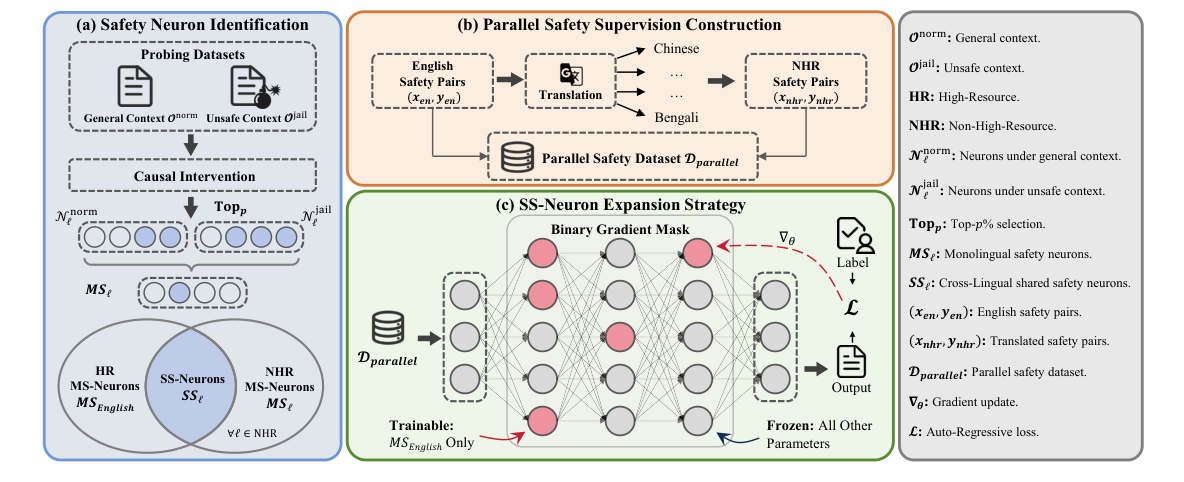 (a) Safety Neuron Identification
Probing Datasets
General Context 𝒪^norm
Unsafe Context 𝒪^jail
Causal Intervention
Top_p
𝒩_ℓ^norm
𝒩_ℓ^jail
MS_ℓ
HR
MS-Neurons
MS_English
SS-Neurons
SS_ℓ
NHR
MS-Neurons
MS_ℓ
∀ℓ ∈ NHR
(b) Parallel Safety Supervision Construction
English
Safety Pairs
(x_en, y_en)
G
Translation
Chinese
...
...
Bengali
NHR
Safety Pairs
(x_nhr, y_nhr)
Parallel Safety Dataset 𝒟_parallel
(c) SS-Neuron Expansion Strategy
Binary Gradient Mask
∇_θ
Label
ℒ
Output
𝒟_parallel
Trainable:
MS_English Only
Frozen: All Other
Parameters
𝒪^norm: General context.
𝒪^jail: Unsafe context.
HR: High-Resource.
NHR: Non-High-Resource.
𝒩_ℓ^norm: Neurons under general context.
𝒩_ℓ^jail: Neurons under unsafe context.
Top_p: Top-p% selection.
MS_ℓ: Monolingual safety neurons.
SS_ℓ: Cross-Lingual shared safety neurons.
(x_en, y_en): English safety pairs.
(x_nhr, y_nhr): Translated safety pairs.
𝒟_parallel: Parallel safety dataset.
∇_θ: Gradient update.
ℒ: Auto-Regressive loss.